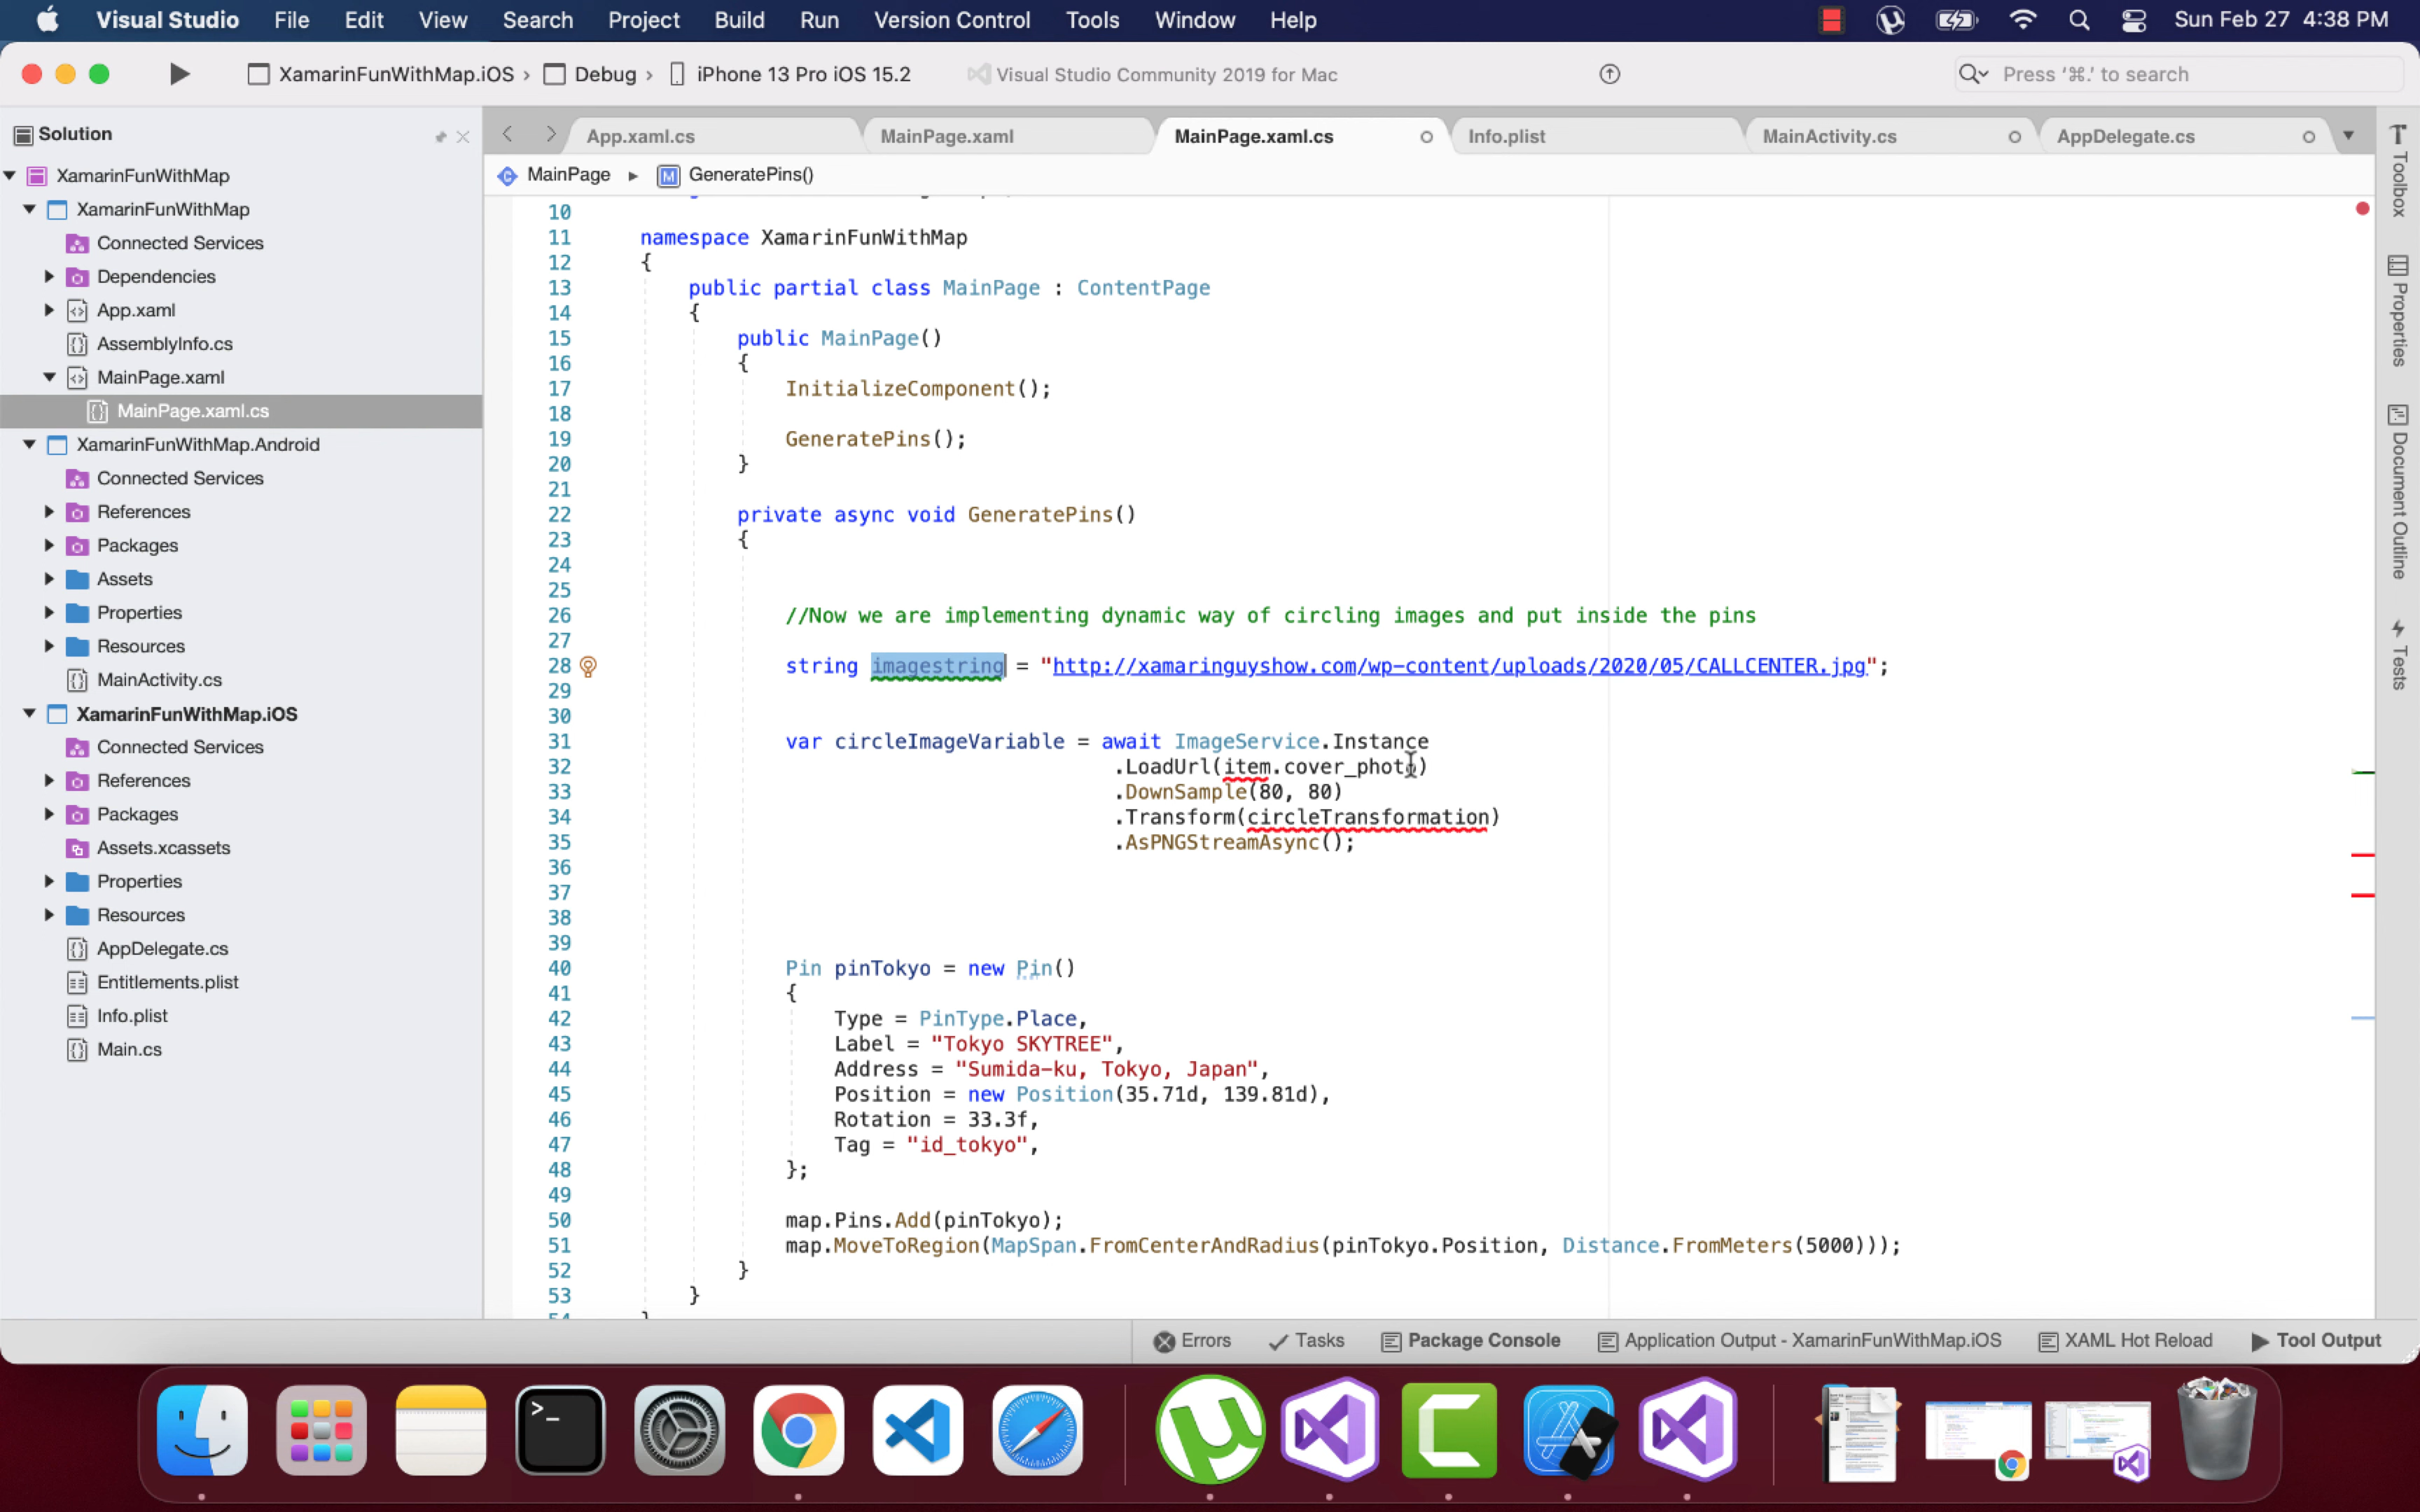 Visual Studio File Edit View Search Project Build Run Version Control Tools Window Help Sun Feb 27 4:38 PM
XamarinFunWithMap.iOS › Debug › iPhone 13 Pro iOS 15.2 Visual Studio Community 2019 for Mac Press ‘⌘.’ to search
Solution
App.xaml.cs MainPage.xaml MainPage.xaml.cs Info.plist MainActivity.cs AppDelegate.cs
MainPage ▸ M GeneratePins()
XamarinFunWithMap
XamarinFunWithMap
Connected Services
Dependencies
App.xaml
AssemblyInfo.cs
MainPage.xaml
MainPage.xaml.cs
XamarinFunWithMap.Android
Connected Services
References
Packages
Assets
Properties
Resources
MainActivity.cs
XamarinFunWithMap.iOS
Connected Services
References
Packages
Assets.xcassets
Properties
Resources
AppDelegate.cs
Entitlements.plist
Info.plist
Main.cs
10
11 namespace XamarinFunWithMap
12 {
13 public partial class MainPage : ContentPage
14 {
15 public MainPage()
16 {
17 InitializeComponent();
18
19 GeneratePins();
20 }
21
22 private async void GeneratePins()
23 {
24
25
26 //Now we are implementing dynamic way of circling images and put inside the pins
27
28 string imagestring = "http://xamaringuyshow.com/wp-content/uploads/2020/05/CALLCENTER.jpg";
29
30
31 var circleImageVariable = await ImageService.Instance
32 .LoadUrl(item.cover_photo)
33 .DownSample(80, 80)
34 .Transform(circleTransformation)
35 .AsPNGStreamAsync();
36
37
38
39
40 Pin pinTokyo = new Pin()
41 {
42 Type = PinType.Place,
43 Label = "Tokyo SKYTREE",
44 Address = "Sumida-ku, Tokyo, Japan",
45 Position = new Position(35.71d, 139.81d),
46 Rotation = 33.3f,
47 Tag = "id_tokyo",
48 };
49
50 map.Pins.Add(pinTokyo);
51 map.MoveToRegion(MapSpan.FromCenterAndRadius(pinTokyo.Position, Distance.FromMeters(5000)));
52 }
53 }
Toolbox
Properties
Document Outline
Tests
Errors Tasks Package Console Application Output - XamarinFunWithMap.iOS XAML Hot Reload Tool Output